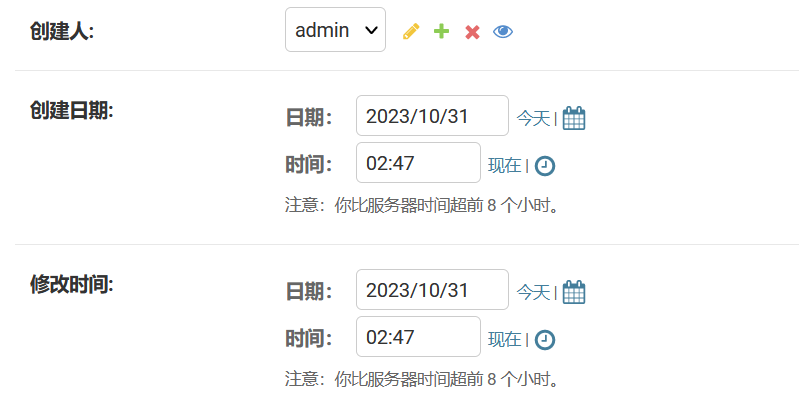 创建人: admin
创建日期: 日期： 2023/10/31 今天 |
时间： 02:47 现在 |
注意：你比服务器时间超前 8 个小时。
修改时间: 日期： 2023/10/31 今天 |
时间： 02:47 现在 |
注意：你比服务器时间超前 8 个小时。